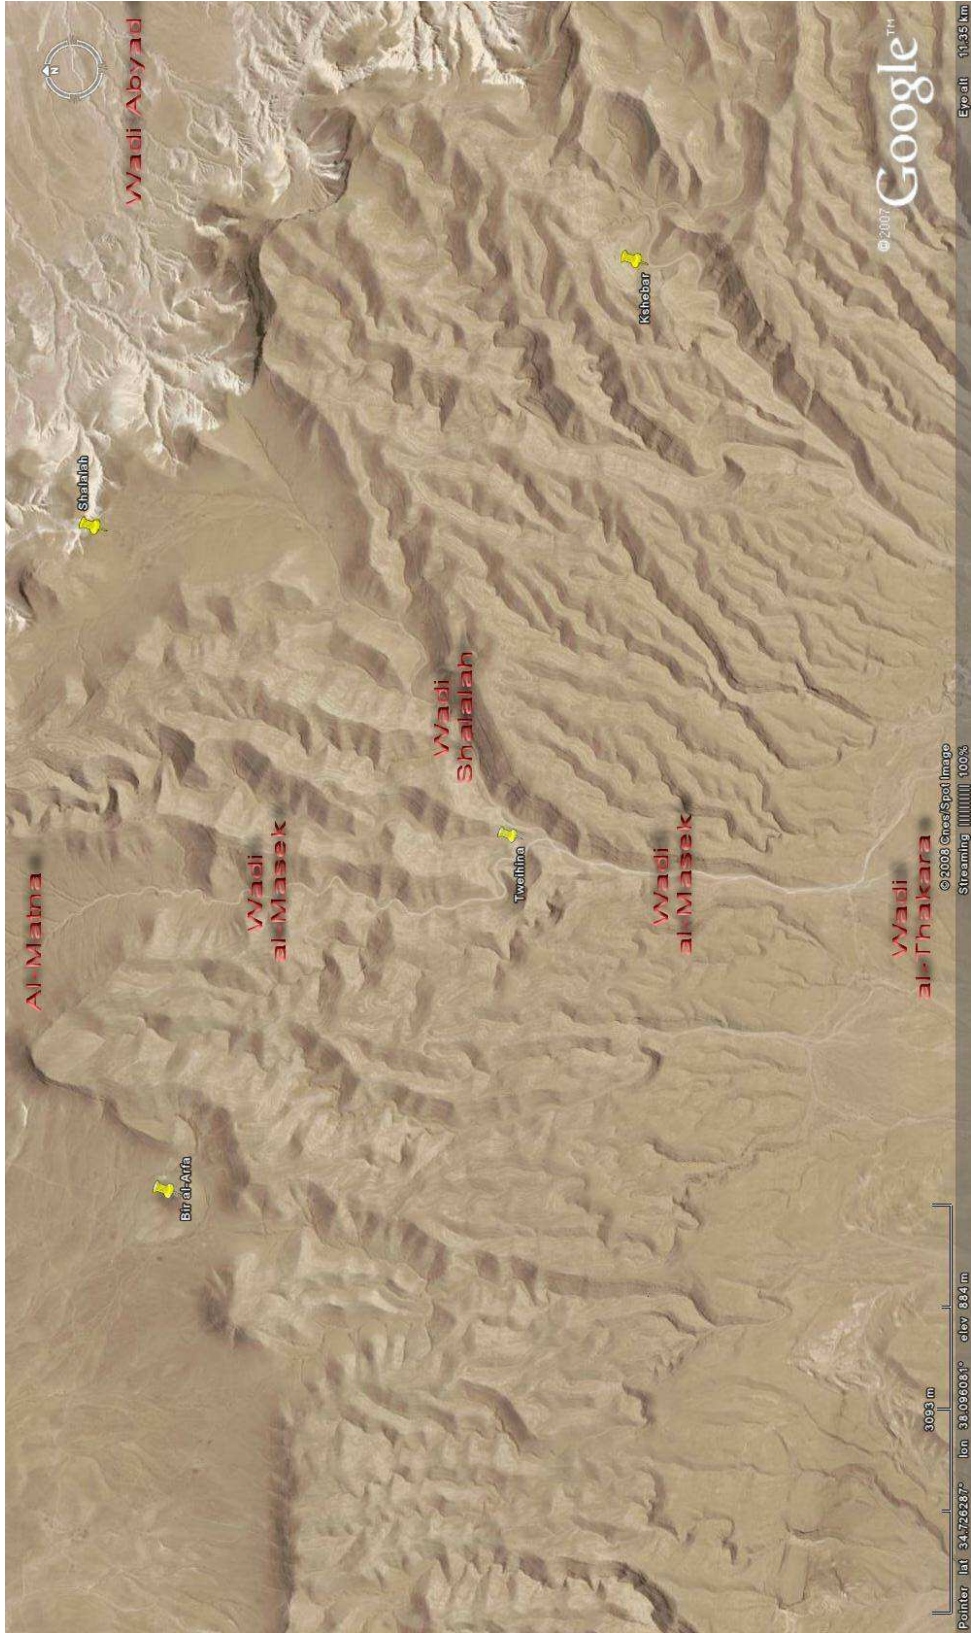 Wadi Abyad
N
Al-Matna
Shalalah
Bir al-Arfa
Wadi
al-Masek
Wadi
Shalalah
Tweihina
Kshebar
Wadi
al-Masek
Wadi
al-Thakara
©2007 Google™
3093 m
© 2008 Cnes/Spot Image
Pointer lat 34.726287° lon 38.096081° elev 884 m Streaming |||||||||| 100% Eye alt 11.35 km